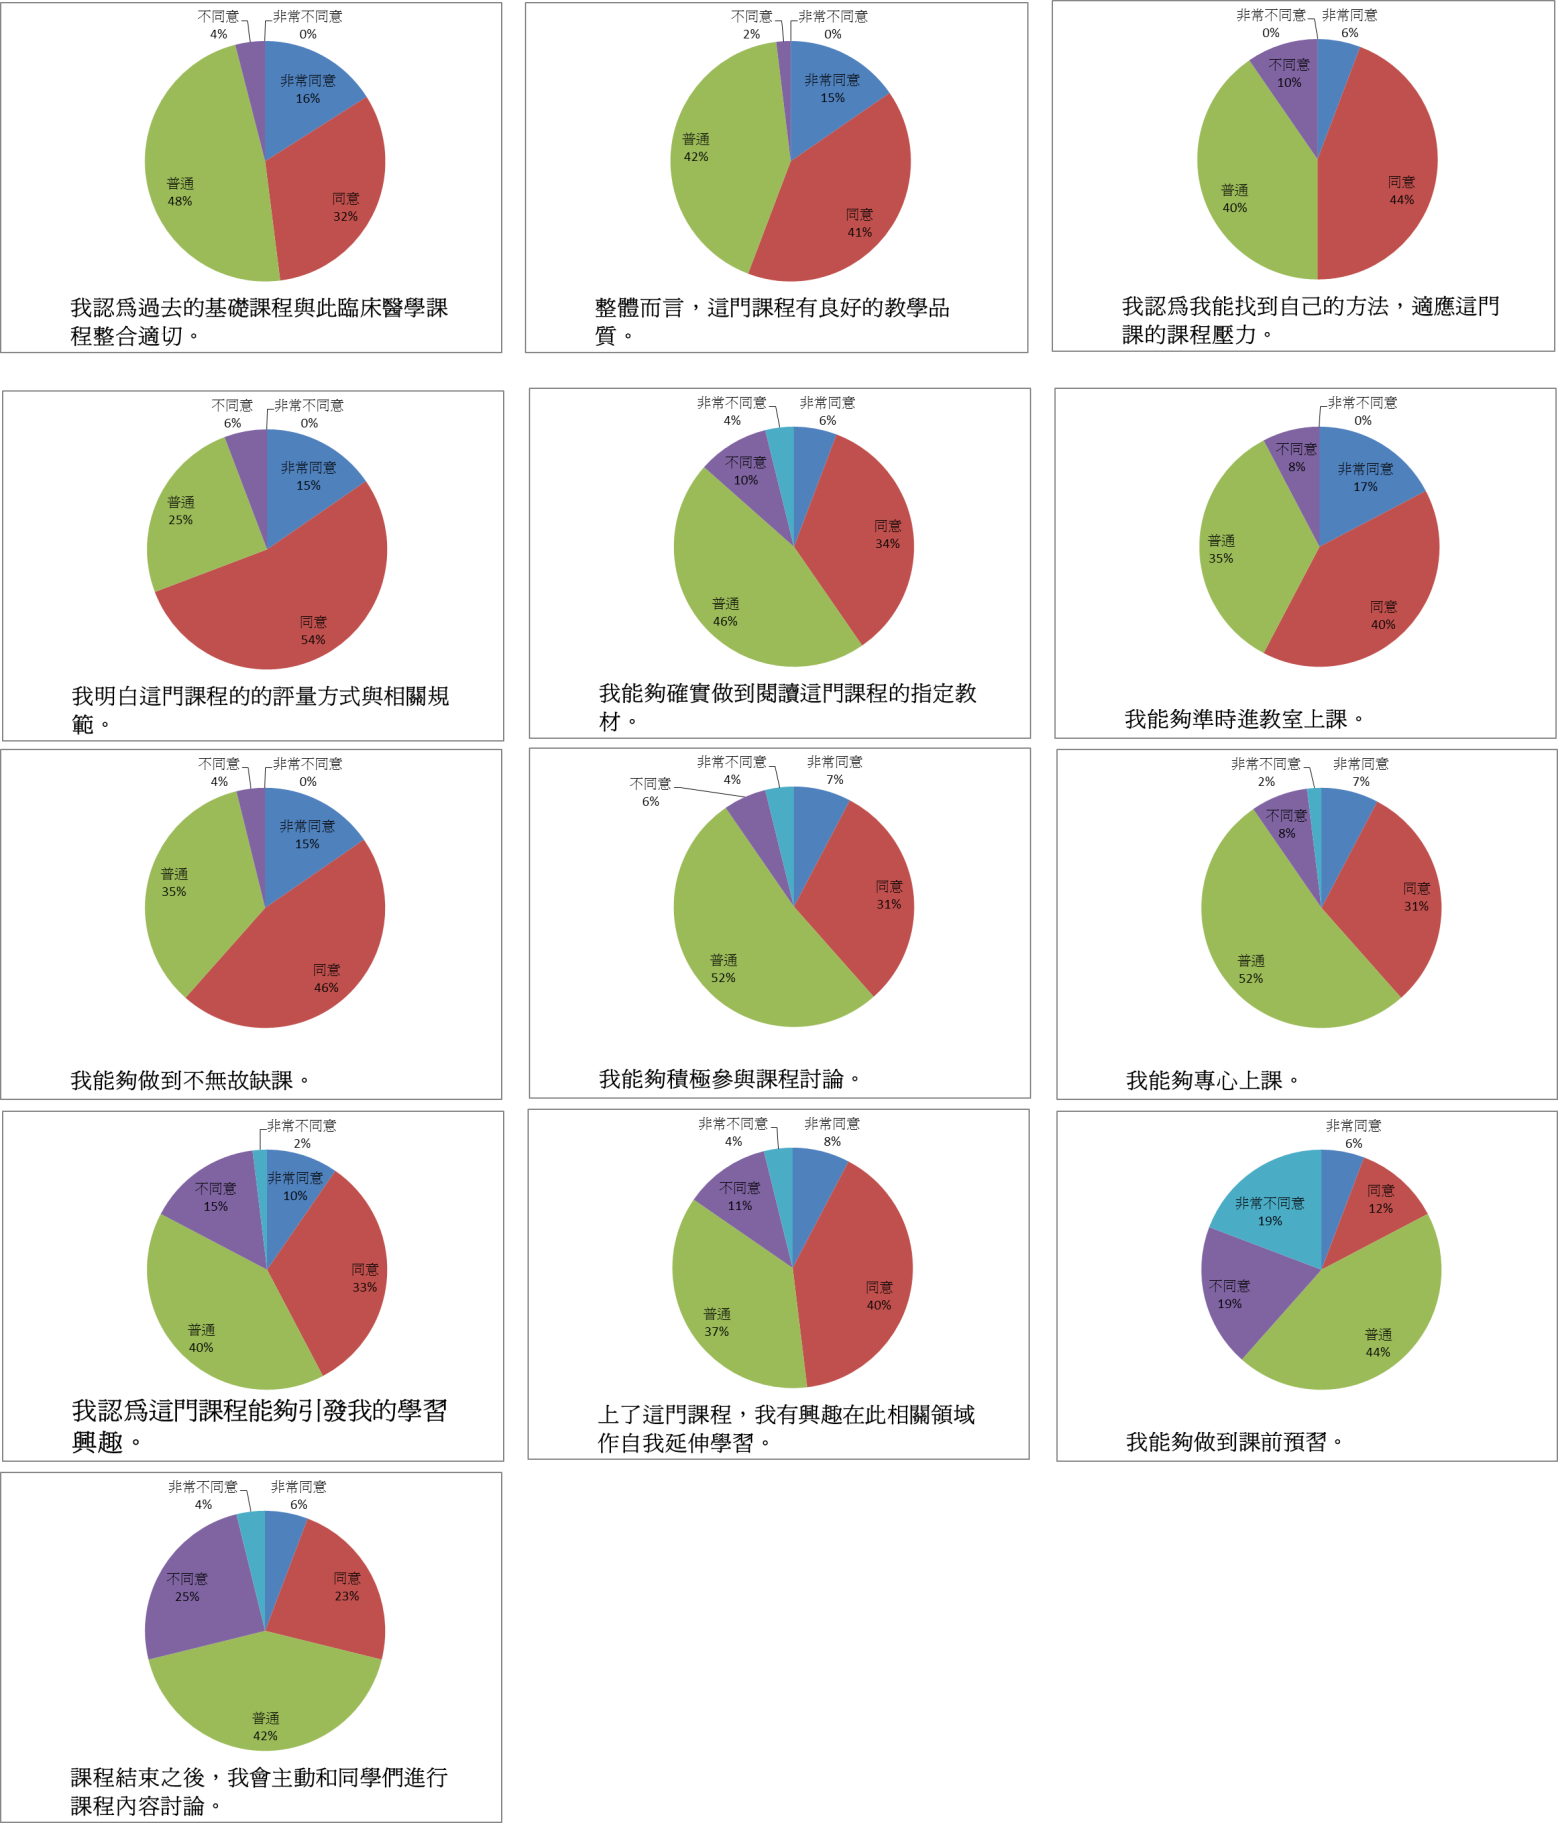 不同意
4%
非常不同意
0%
非常同意
16%
普通
48%
同意
32%
我認為過去的基礎課程與此臨床醫學課
程整合適切。
不同意
2%
非常不同意
0%
非常同意
15%
普通
42%
同意
41%
整體而言，這門課程有良好的教學品
質。
非常不同意
0%
非常同意
6%
不同意
10%
同意
44%
普通
40%
我認為我能找到自己的方法，適應這門
課的課程壓力。
不同意
6%
非常不同意
0%
非常同意
15%
普通
25%
同意
54%
我明白這門課程的的評量方式與相關規
範。
非常不同意
4%
非常同意
6%
不同意
10%
同意
34%
普通
46%
我能夠確實做到閱讀這門課程的指定教
材。
非常不同意
0%
不同意
8%
非常同意
17%
普通
35%
同意
40%
我能夠準時進教室上課。
不同意
4%
非常不同意
0%
非常同意
15%
普通
35%
同意
46%
我能夠做到不無故缺課。
非常不同意
4%
非常同意
7%
不同意
6%
同意
31%
普通
52%
我能夠積極參與課程討論。
非常不同意
2%
非常同意
7%
不同意
8%
同意
31%
普通
52%
我能夠專心上課。
非常不同意
2%
非常同意
10%
不同意
15%
同意
33%
普通
40%
我認為這門課程能夠引發我的學習
興趣。
非常不同意
4%
非常同意
8%
不同意
11%
同意
40%
普通
37%
上了這門課程，我有興趣在此相關領域
作自我延伸學習。
非常同意
6%
同意
12%
非常不同意
19%
不同意
19%
普通
44%
我能夠做到課前預習。
非常不同意
4%
非常同意
6%
不同意
25%
同意
23%
普通
42%
課程結束之後，我會主動和同學們進行
課程內容討論。